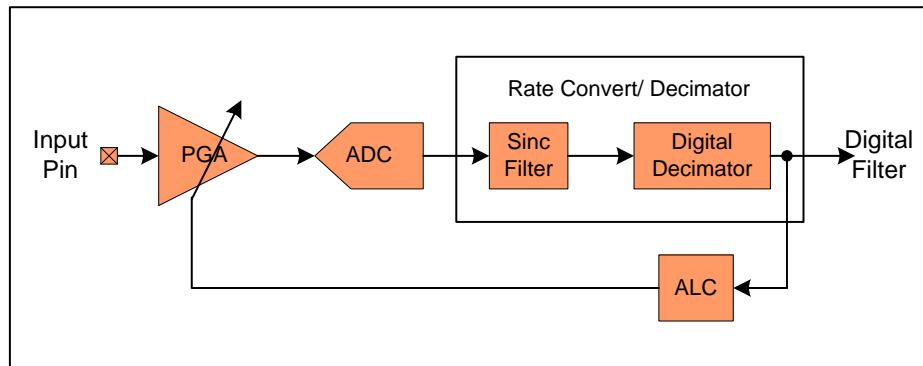 Rate Convert/ Decimator
Input
Pin
PGA
ADC
Sinc
Filter
Digital
Decimator
Digital
Filter
ALC